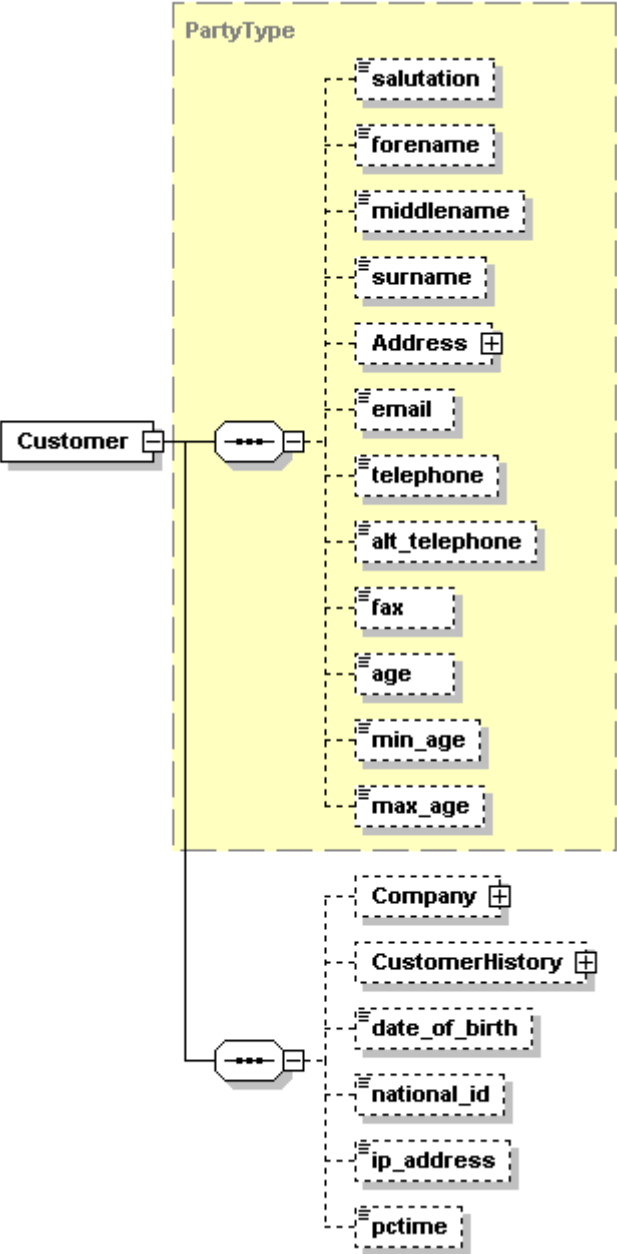 PartyType
salutation
forename
middlename
surname
Address
email
Customer
telephone
alt_telephone
fax
age
min_age
max_age
Company
CustomerHistory
date_of_birth
national_id
ip_address
pctime